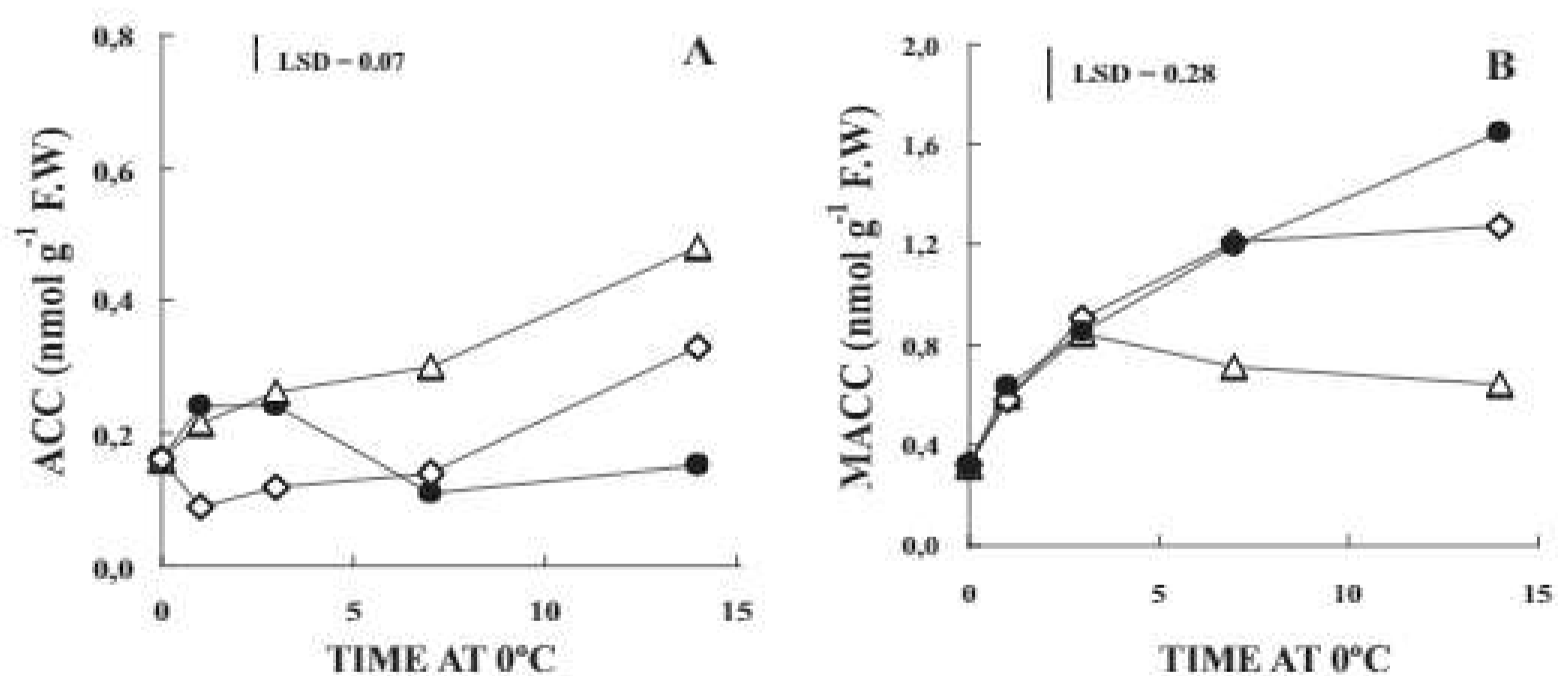 A
LSD = 0.07
0,8
0,6
0,4
0,2
0,0
ACC (nmol g-1 F.W)
0 5 10 15
TIME AT 0ºC
B
LSD = 0.28
2,0
1,6
1,2
0,8
0,4
0,0
MACC (nmol g-1 F.W)
0 5 10 15
TIME AT 0ºC